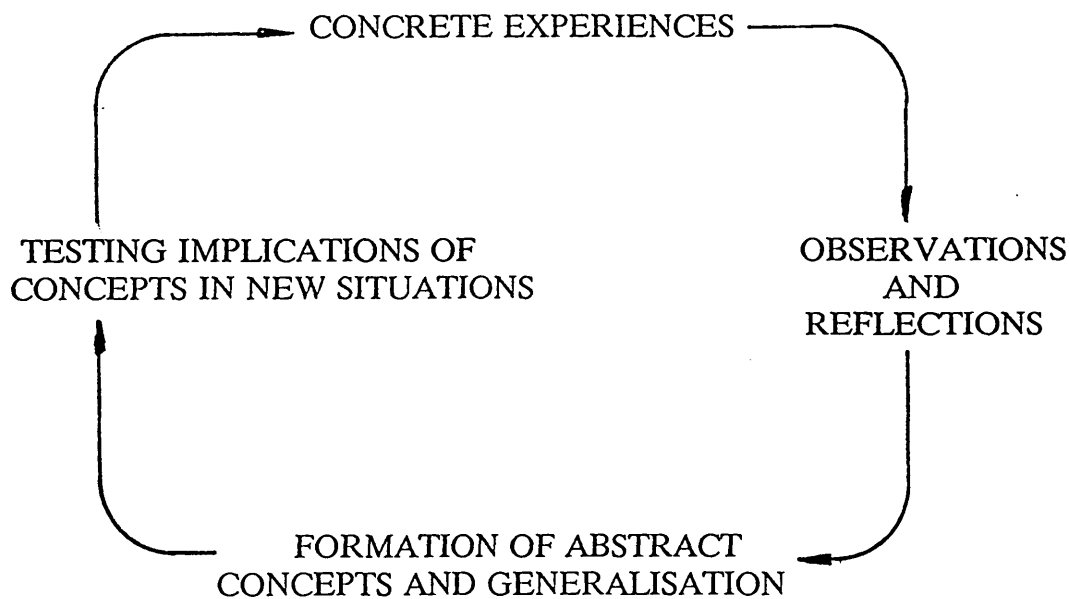 CONCRETE EXPERIENCES
TESTING IMPLICATIONS OF
CONCEPTS IN NEW SITUATIONS
OBSERVATIONS
AND
REFLECTIONS
FORMATION OF ABSTRACT
CONCEPTS AND GENERALISATION